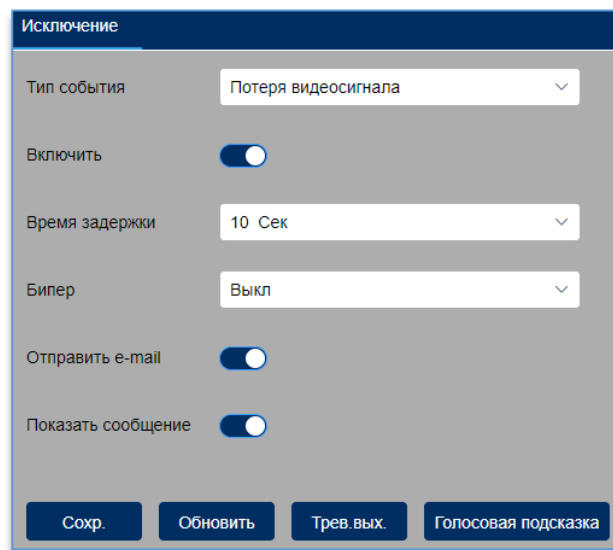 Исключение
Тип события Потеря видеосигнала
Включить
Время задержки 10 Сек
Бипер Выкл
Отправить e-mail
Показать сообщение
Сохр. Обновить Трев.вых. Голосовая подсказка